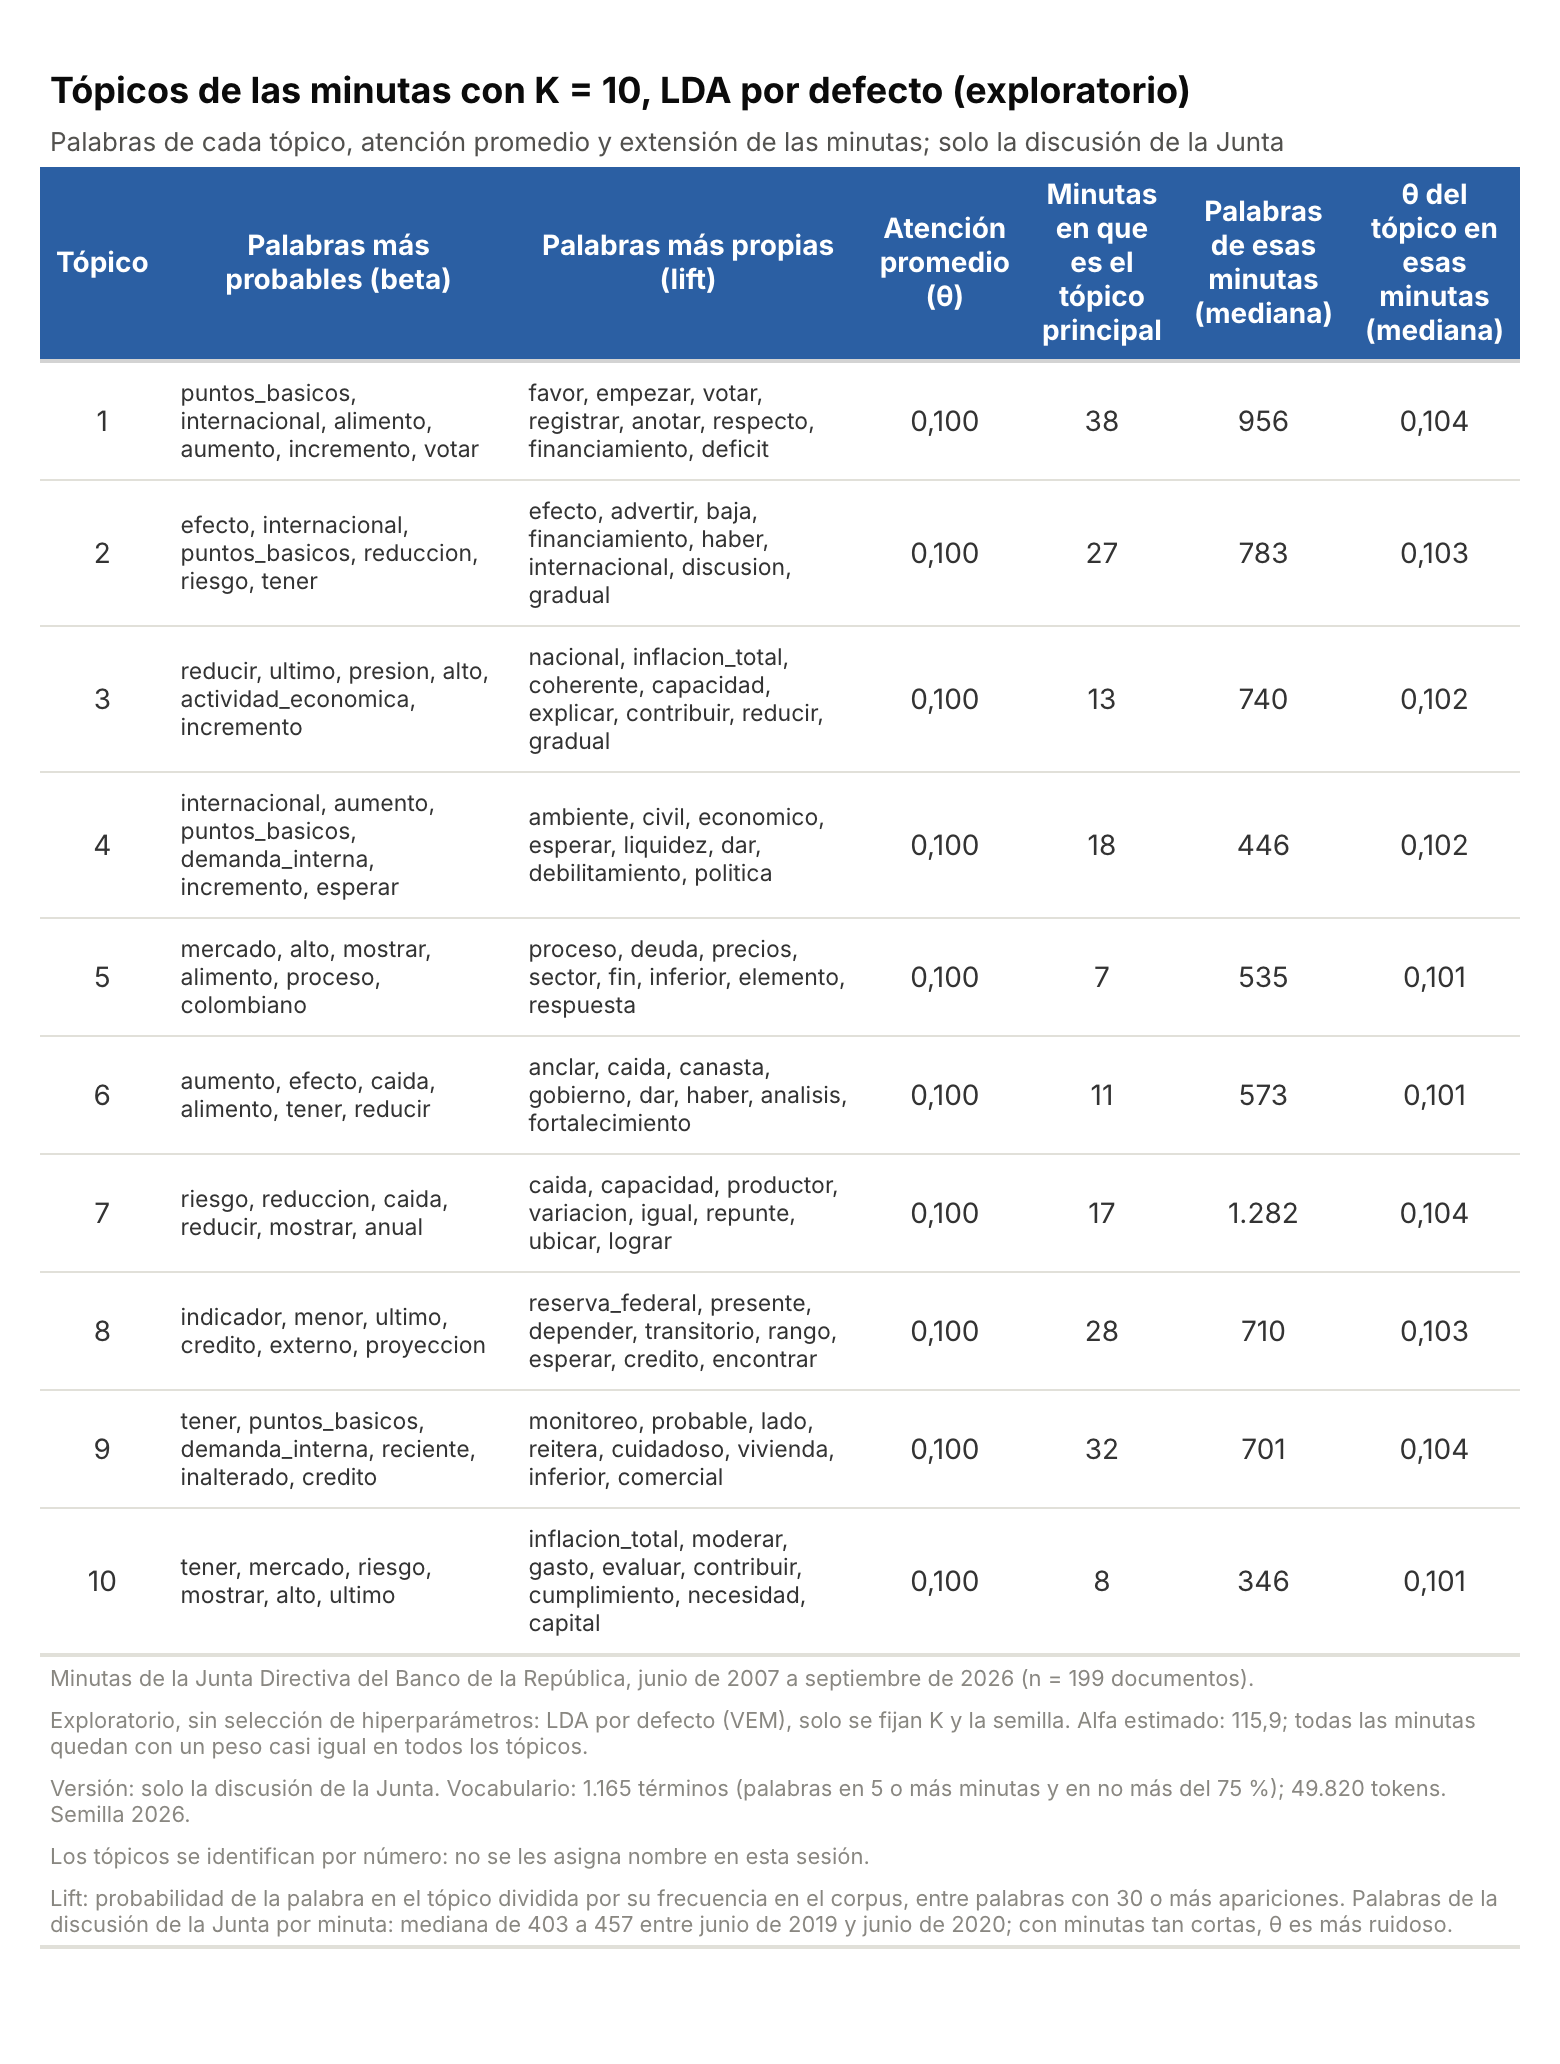 Tópicos de las minutas con K = 10, LDA por defecto (exploratorio)
Palabras de cada tópico, atención promedio y extensión de las minutas; solo la discusión de la Junta
Tópico
Palabras más
probables (beta)
Palabras más propias
(lift)
Atención
promedio
(θ)
Minutas
en que
es el
tópico
principal
Palabras
de esas
minutas
(mediana)
θ del
tópico en
esas
minutas
(mediana)
1
puntos_basicos,
internacional, alimento,
aumento, incremento, votar
favor, empezar, votar,
registrar, anotar, respecto,
financiamiento, deficit
0,100
38
956
0,104
2
efecto, internacional,
puntos_basicos, reduccion,
riesgo, tener
efecto, advertir, baja,
financiamiento, haber,
internacional, discusion,
gradual
0,100
27
783
0,103
3
reducir, ultimo, presion, alto,
actividad_economica,
incremento
nacional, inflacion_total,
coherente, capacidad,
explicar, contribuir, reducir,
gradual
0,100
13
740
0,102
4
internacional, aumento,
puntos_basicos,
demanda_interna,
incremento, esperar
ambiente, civil, economico,
esperar, liquidez, dar,
debilitamiento, politica
0,100
18
446
0,102
5
mercado, alto, mostrar,
alimento, proceso,
colombiano
proceso, deuda, precios,
sector, fin, inferior, elemento,
respuesta
0,100
7
535
0,101
6
aumento, efecto, caida,
alimento, tener, reducir
anclar, caida, canasta,
gobierno, dar, haber, analisis,
fortalecimiento
0,100
11
573
0,101
7
riesgo, reduccion, caida,
reducir, mostrar, anual
caida, capacidad, productor,
variacion, igual, repunte,
ubicar, lograr
0,100
17
1.282
0,104
8
indicador, menor, ultimo,
credito, externo, proyeccion
reserva_federal, presente,
depender, transitorio, rango,
esperar, credito, encontrar
0,100
28
710
0,103
9
tener, puntos_basicos,
demanda_interna, reciente,
inalterado, credito
monitoreo, probable, lado,
reitera, cuidadoso, vivienda,
inferior, comercial
0,100
32
701
0,104
10
tener, mercado, riesgo,
mostrar, alto, ultimo
inflacion_total, moderar,
gasto, evaluar, contribuir,
cumplimiento, necesidad,
capital
0,100
8
346
0,101
Minutas de la Junta Directiva del Banco de la República, junio de 2007 a septiembre de 2026 (n = 199 documentos).
Exploratorio, sin selección de hiperparámetros: LDA por defecto (VEM), solo se fijan K y la semilla. Alfa estimado: 115,9; todas las minutas
quedan con un peso casi igual en todos los tópicos.
Versión: solo la discusión de la Junta. Vocabulario: 1.165 términos (palabras en 5 o más minutas y en no más del 75 %); 49.820 tokens.
Semilla 2026.
Los tópicos se identifican por número: no se les asigna nombre en esta sesión.
Lift: probabilidad de la palabra en el tópico dividida por su frecuencia en el corpus, entre palabras con 30 o más apariciones. Palabras de la
discusión de la Junta por minuta: mediana de 403 a 457 entre junio de 2019 y junio de 2020; con minutas tan cortas, θ es más ruidoso.